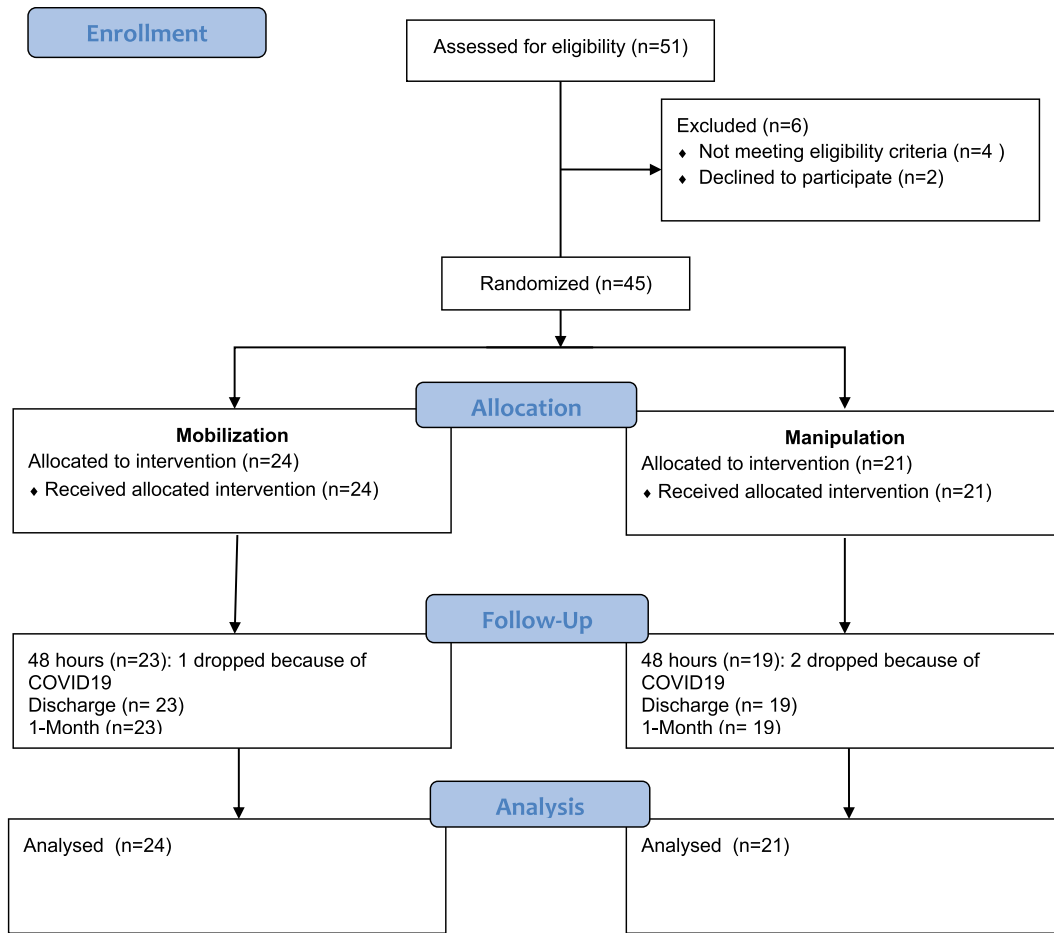 Enrollment
Assessed for eligibility (n=51)
Excluded (n=6)
♦ Not meeting eligibility criteria (n=4 )
♦ Declined to participate (n=2)
Randomized (n=45)
Allocation
Mobilization
Allocated to intervention (n=24)
♦ Received allocated intervention (n=24)
Manipulation
Allocated to intervention (n=21)
♦ Received allocated intervention (n=21)
Follow-Up
48 hours (n=23): 1 dropped because of
COVID19
Discharge (n= 23)
1-Month (n=23)
48 hours (n=19): 2 dropped because of
COVID19
Discharge (n= 19)
1-Month (n= 19)
Analysis
Analysed  (n=24)
Analysed  (n=21)